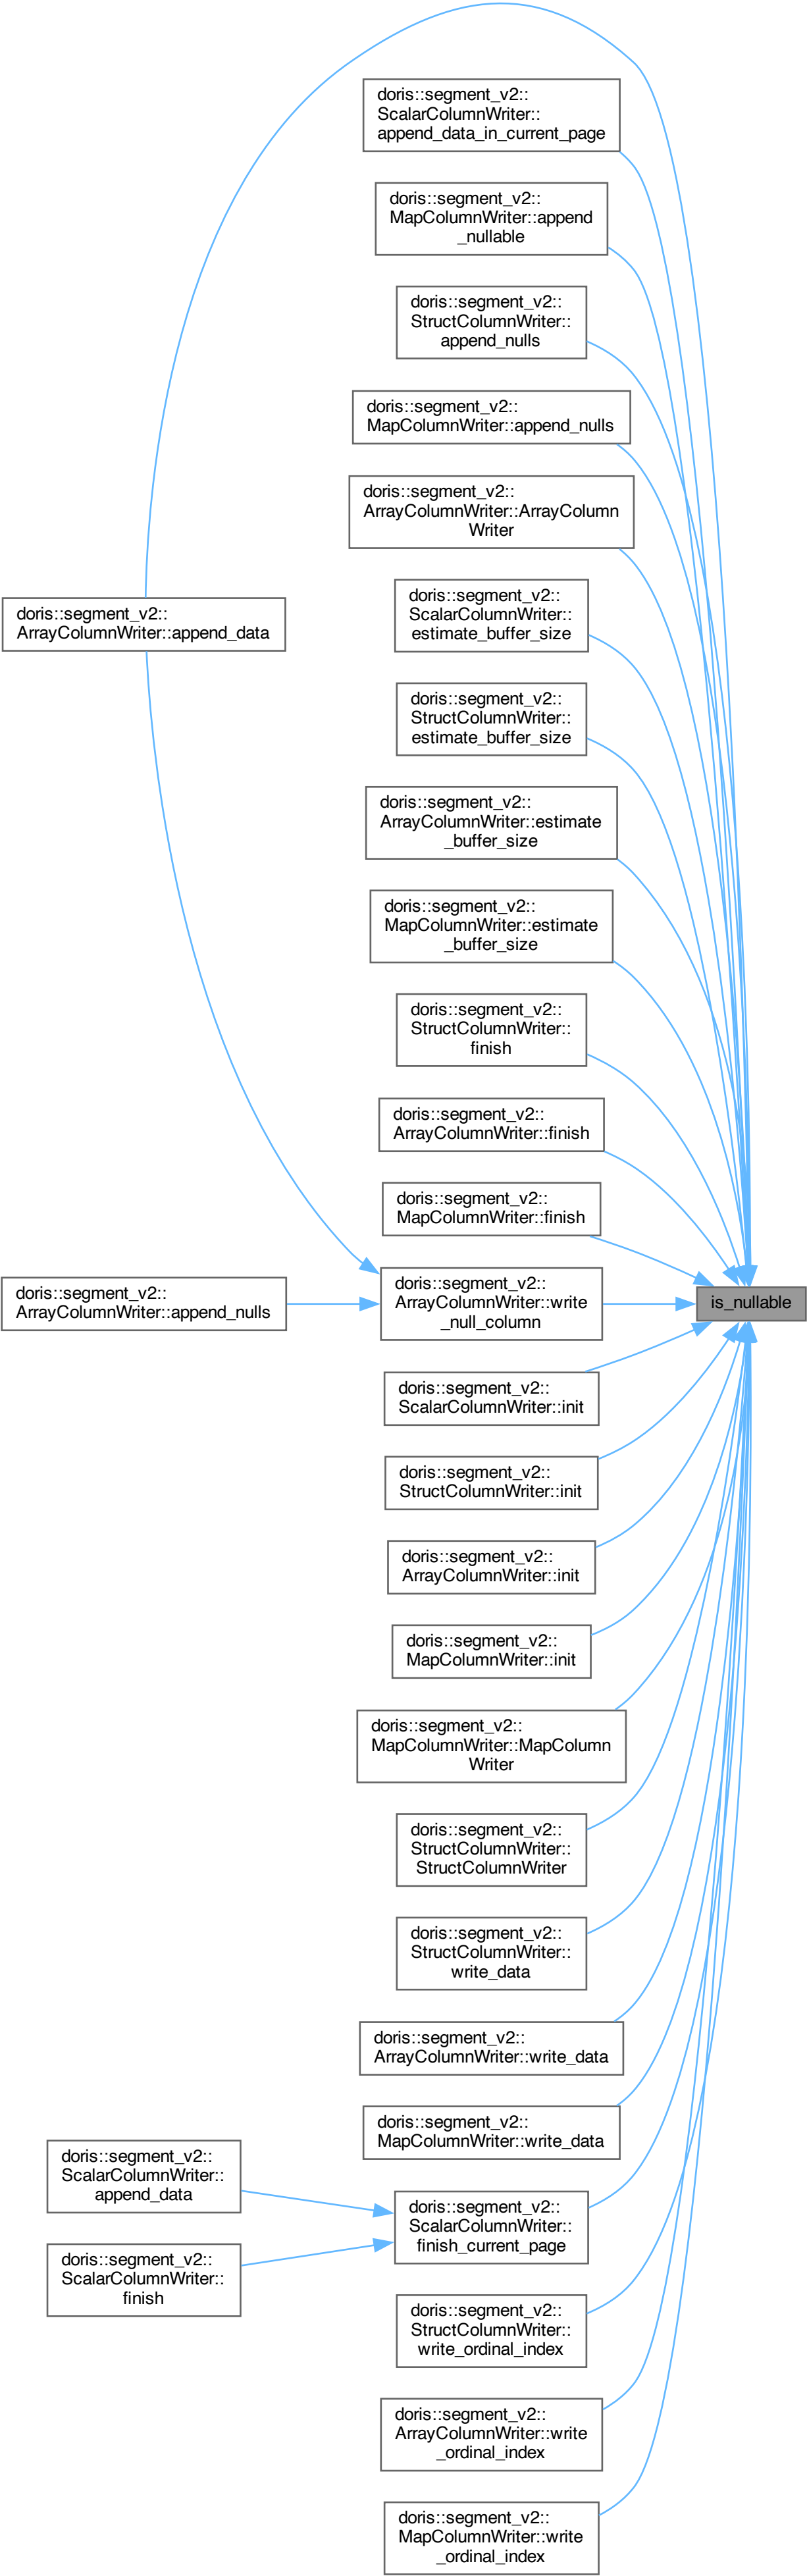 doris::segment_v2::
ScalarColumnWriter::
append_data_in_current_page
doris::segment_v2::
MapColumnWriter::append
_nullable
doris::segment_v2::
StructColumnWriter::
append_nulls
doris::segment_v2::
MapColumnWriter::append_nulls
doris::segment_v2::
ArrayColumnWriter::ArrayColumn
Writer
doris::segment_v2::
ScalarColumnWriter::
estimate_buffer_size
doris::segment_v2::
ArrayColumnWriter::append_data
doris::segment_v2::
StructColumnWriter::
estimate_buffer_size
doris::segment_v2::
ArrayColumnWriter::estimate
_buffer_size
doris::segment_v2::
MapColumnWriter::estimate
_buffer_size
doris::segment_v2::
StructColumnWriter::
finish
doris::segment_v2::
ArrayColumnWriter::finish
doris::segment_v2::
MapColumnWriter::finish
doris::segment_v2::
ArrayColumnWriter::append_nulls
doris::segment_v2::
ArrayColumnWriter::write
_null_column
is_nullable
doris::segment_v2::
ScalarColumnWriter::init
doris::segment_v2::
StructColumnWriter::init
doris::segment_v2::
ArrayColumnWriter::init
doris::segment_v2::
MapColumnWriter::init
doris::segment_v2::
MapColumnWriter::MapColumn
Writer
doris::segment_v2::
StructColumnWriter::
StructColumnWriter
doris::segment_v2::
StructColumnWriter::
write_data
doris::segment_v2::
ArrayColumnWriter::write_data
doris::segment_v2::
MapColumnWriter::write_data
doris::segment_v2::
ScalarColumnWriter::
append_data
doris::segment_v2::
ScalarColumnWriter::
finish_current_page
doris::segment_v2::
ScalarColumnWriter::
finish
doris::segment_v2::
StructColumnWriter::
write_ordinal_index
doris::segment_v2::
ArrayColumnWriter::write
_ordinal_index
doris::segment_v2::
MapColumnWriter::write
_ordinal_index